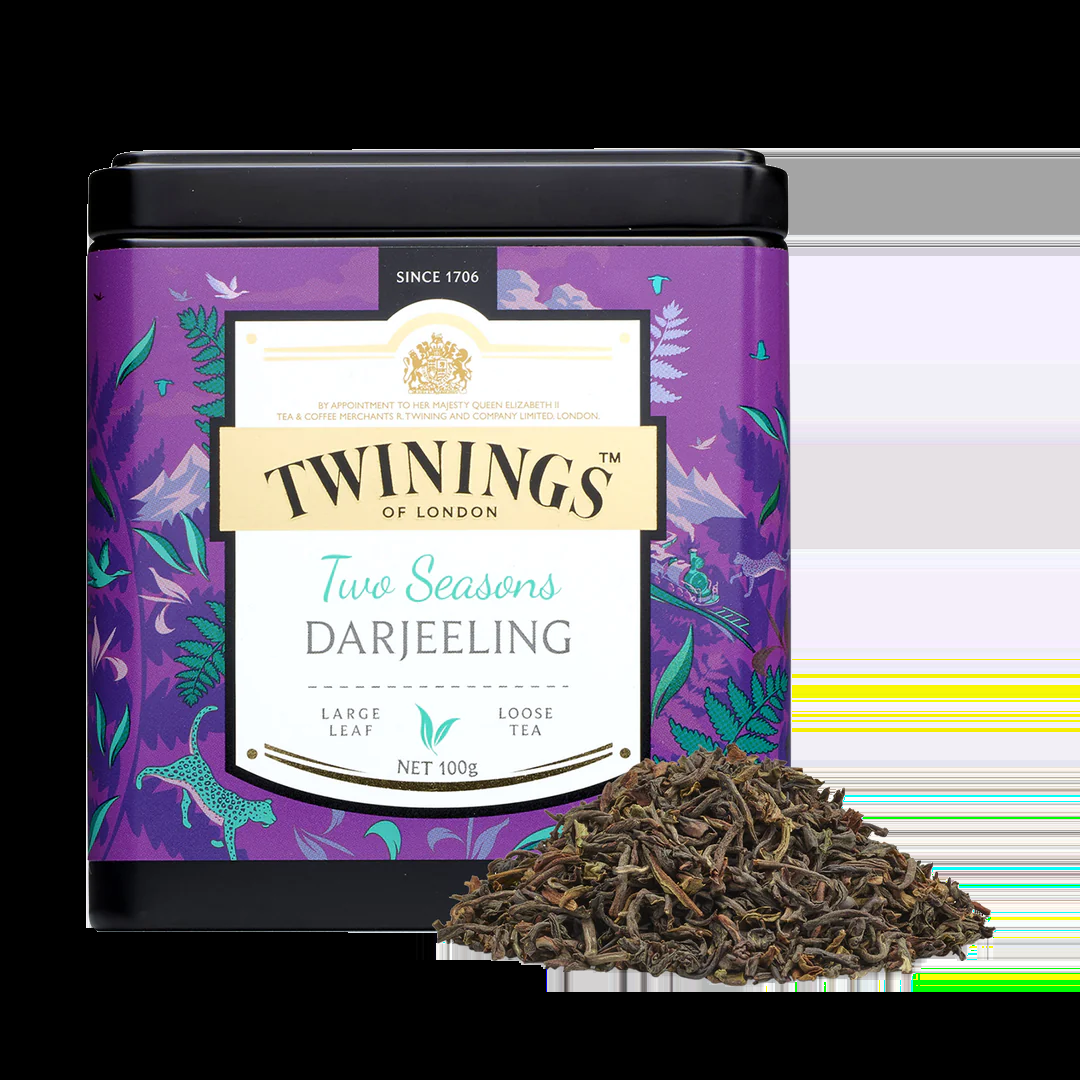 SINCE 1706
BY APPOINTMENT TO HER MAJESTY QUEEN ELIZABETH II
TEA & COFFEE MERCHANTS R. TWINING AND COMPANY LIMITED. LONDON.
TWININGS™
OF LONDON
Two Seasons
DARJEELING
LARGE LEAF
LOOSE TEA
NET 100g